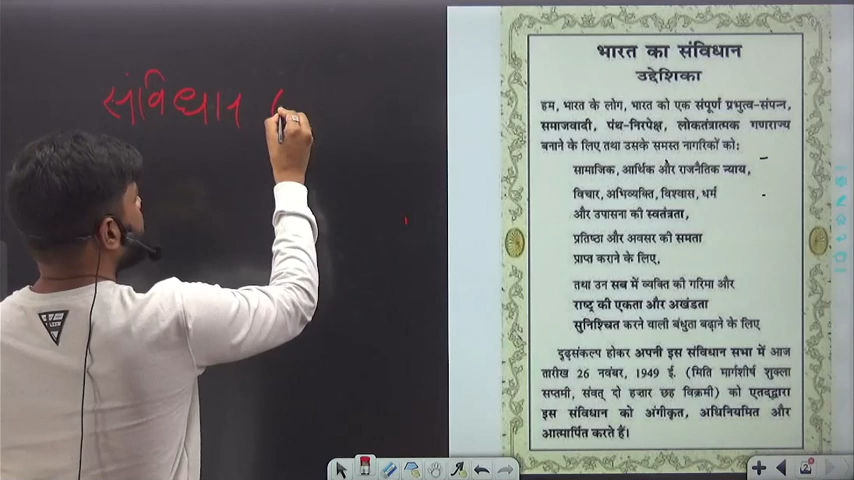 संविधान (
भारत का संविधान
उद्देशिका
हम, भारत के लोग, भारत को एक संपूर्ण प्रभुत्व-संपन्न,
समाजवादी, पंथ-निरपेक्ष, लोकतंत्रात्मक गणराज्य
बनाने के लिए तथा उसके समस्त नागरिकों को:
सामाजिक, आर्थिक और राजनैतिक न्याय,
विचार, अभिव्यक्ति, विश्वास, धर्म
और उपासना की स्वतंत्रता,
प्रतिष्ठा और अवसर की समता
प्राप्त कराने के लिए,
तथा उन सब में व्यक्ति की गरिमा और
राष्ट्र की एकता और अखंडता
सुनिश्चित करने वाली बंधुता बढ़ाने के लिए
दृढ़संकल्प होकर अपनी इस संविधान सभा में आज
तारीख 26 नवंबर, 1949 ई. (मिति मार्गशीर्ष शुक्ला
सप्तमी, संवत् दो हजार छह विक्रमी) को एतद्द्वारा
इस संविधान को अंगीकृत, अधिनियमित और
आत्मार्पित करते हैं।
2